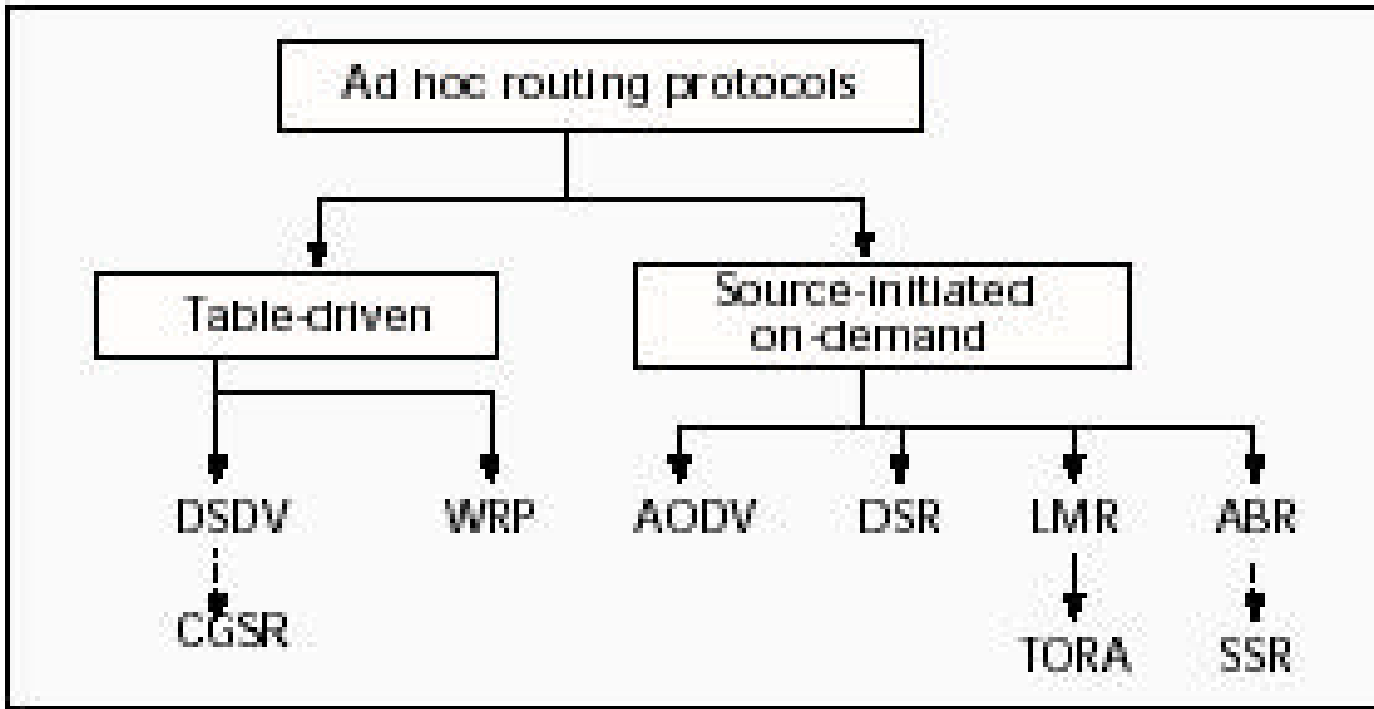 Ad hoc routing protocols
Table-driven
Source-initiated
on-demand
DSDV
WRP
AODV
DSR
LMR
ABR
CGSR
TORA
SSR